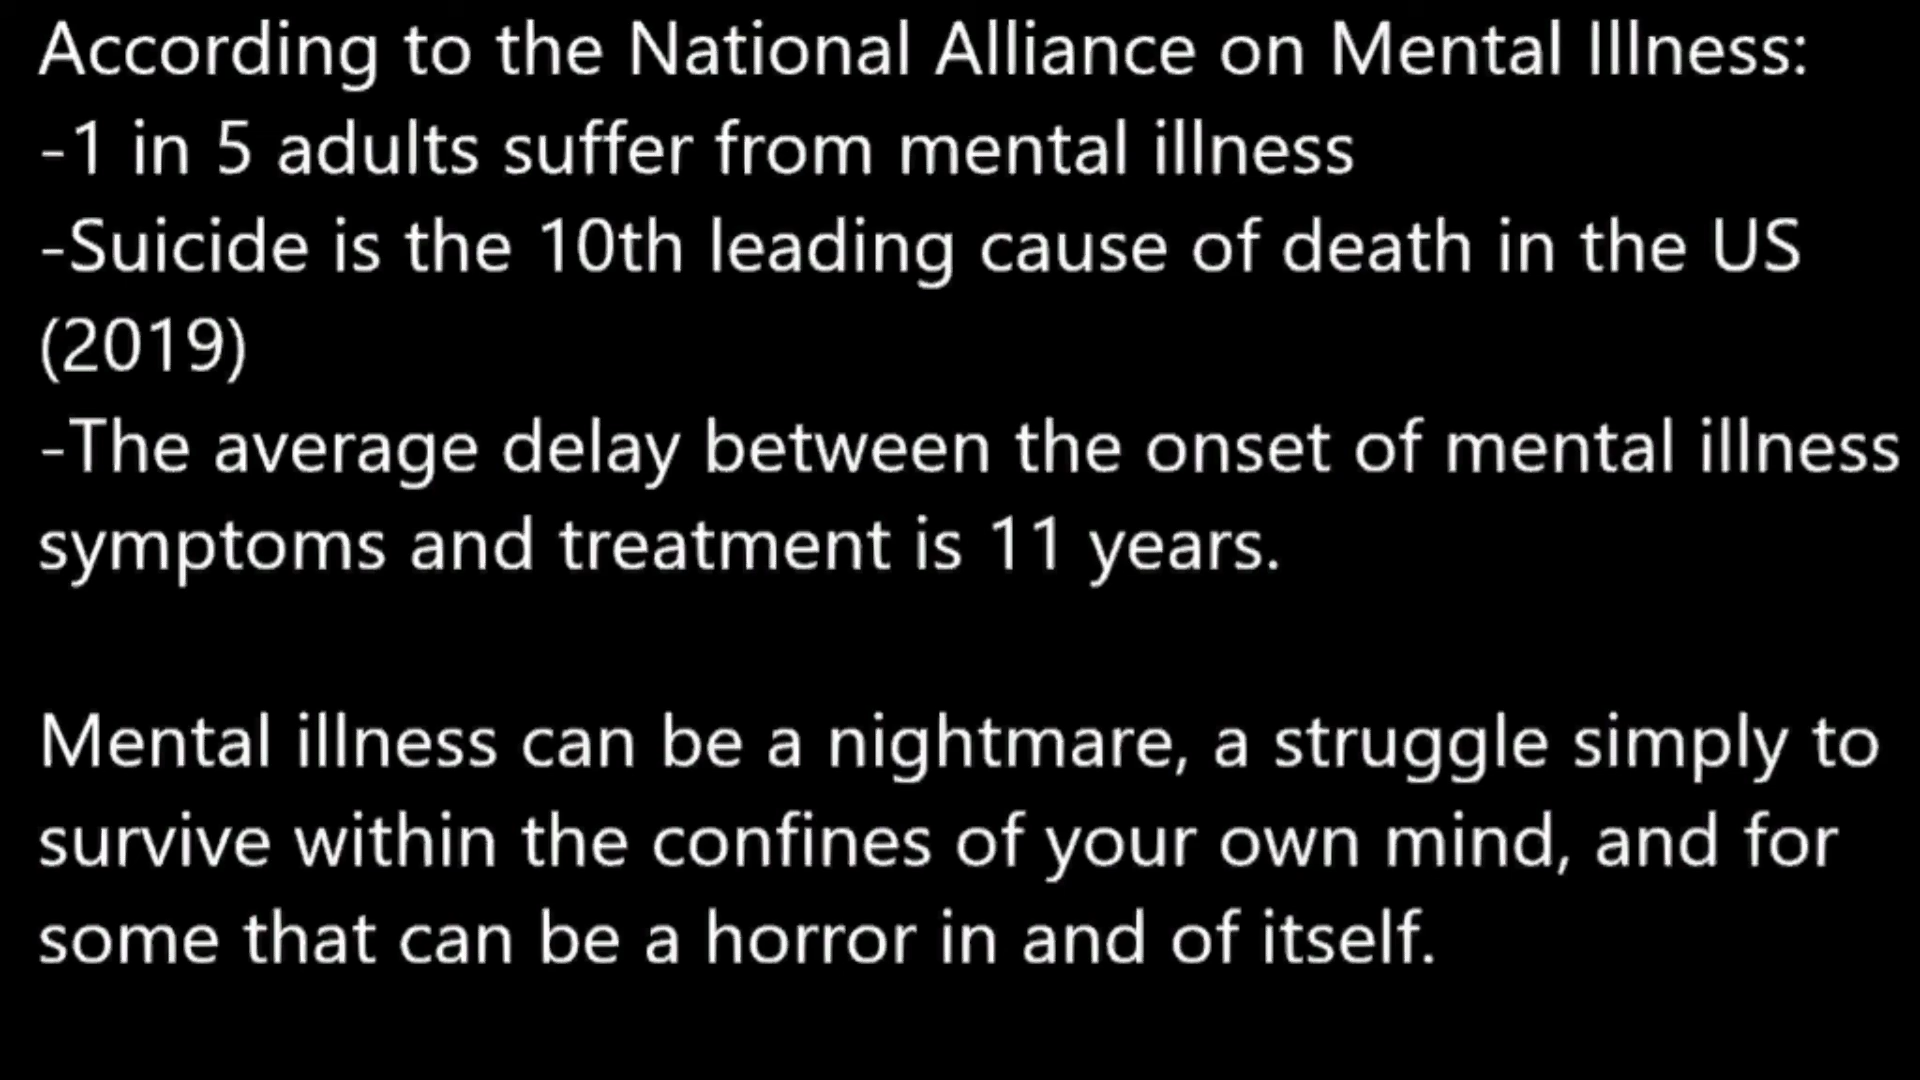 According to the National Alliance on Mental Illness:
-1 in 5 adults suffer from mental illness
-Suicide is the 10th leading cause of death in the US
(2019)
-The average delay between the onset of mental illness
symptoms and treatment is 11 years.
Mental illness can be a nightmare, a struggle simply to
survive within the confines of your own mind, and for
some that can be a horror in and of itself.